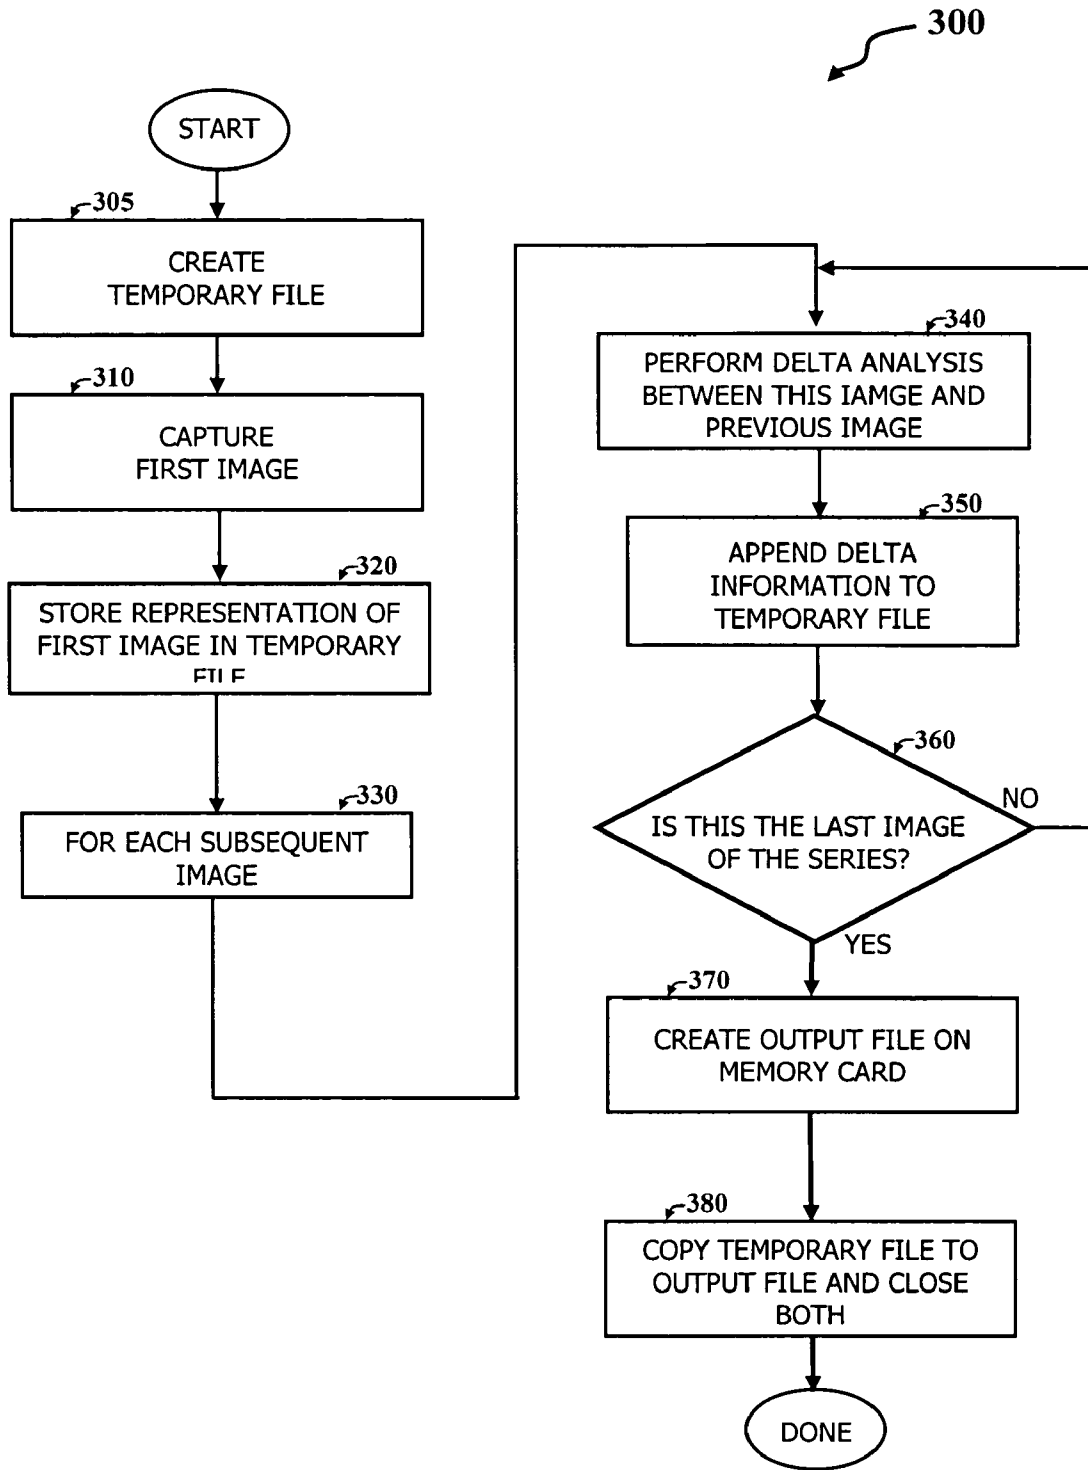 300
START
305
CREATE
TEMPORARY FILE
310
CAPTURE
FIRST IMAGE
320
STORE REPRESENTATION OF
FIRST IMAGE IN TEMPORARY
FILE
330
FOR EACH SUBSEQUENT
IMAGE
340
PERFORM DELTA ANALYSIS
BETWEEN THIS IAMGE AND
PREVIOUS IMAGE
350
APPEND DELTA
INFORMATION TO
TEMPORARY FILE
360
IS THIS THE LAST IMAGE
OF THE SERIES?
NO
YES
370
CREATE OUTPUT FILE ON
MEMORY CARD
380
COPY TEMPORARY FILE TO
OUTPUT FILE AND CLOSE
BOTH
DONE